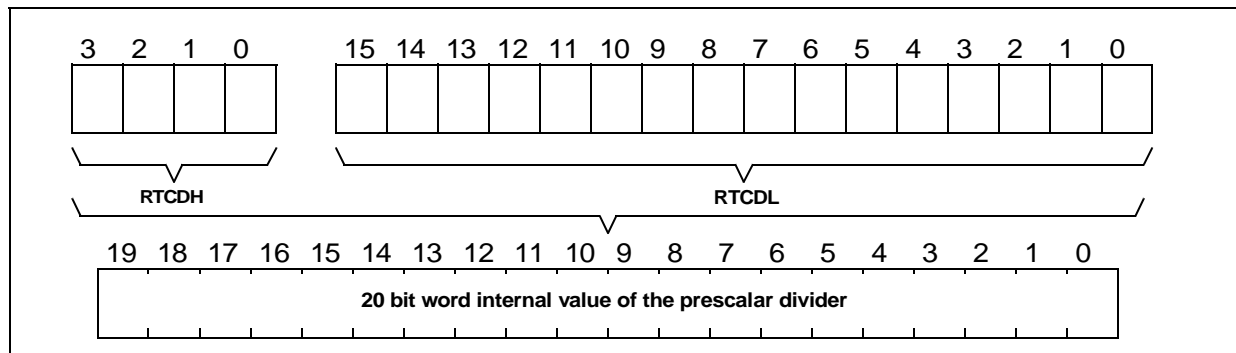 3 2 1 0 15 14 13 12 11 10 9 8 7 6 5 4 3 2 1 0
RTCDH RTCDL
19 18 17 16 15 14 13 12 11 10 9 8 7 6 5 4 3 2 1 0
20 bit word internal value of the prescalar divider